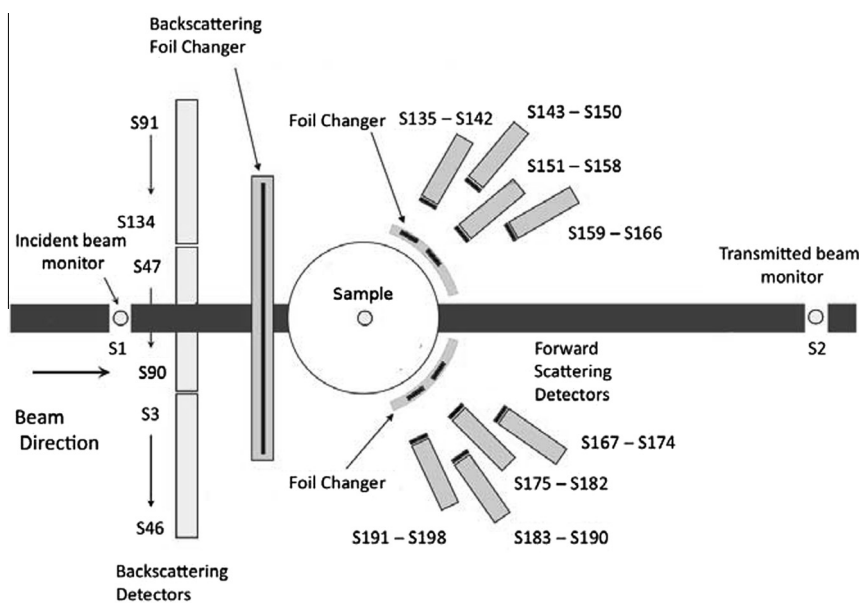 Backscattering
Foil Changer
S91
S134
Incident beam
monitor
S47
S1
S90
S3
S46
Beam
Direction
Backscattering
Detectors
Foil Changer
S135 – S142
S143 – S150
S151 – S158
S159 – S166
Sample
Transmitted beam
monitor
S2
Forward
Scattering
Detectors
S167 – S174
S175 – S182
S183 – S190
S191 – S198
Foil Changer